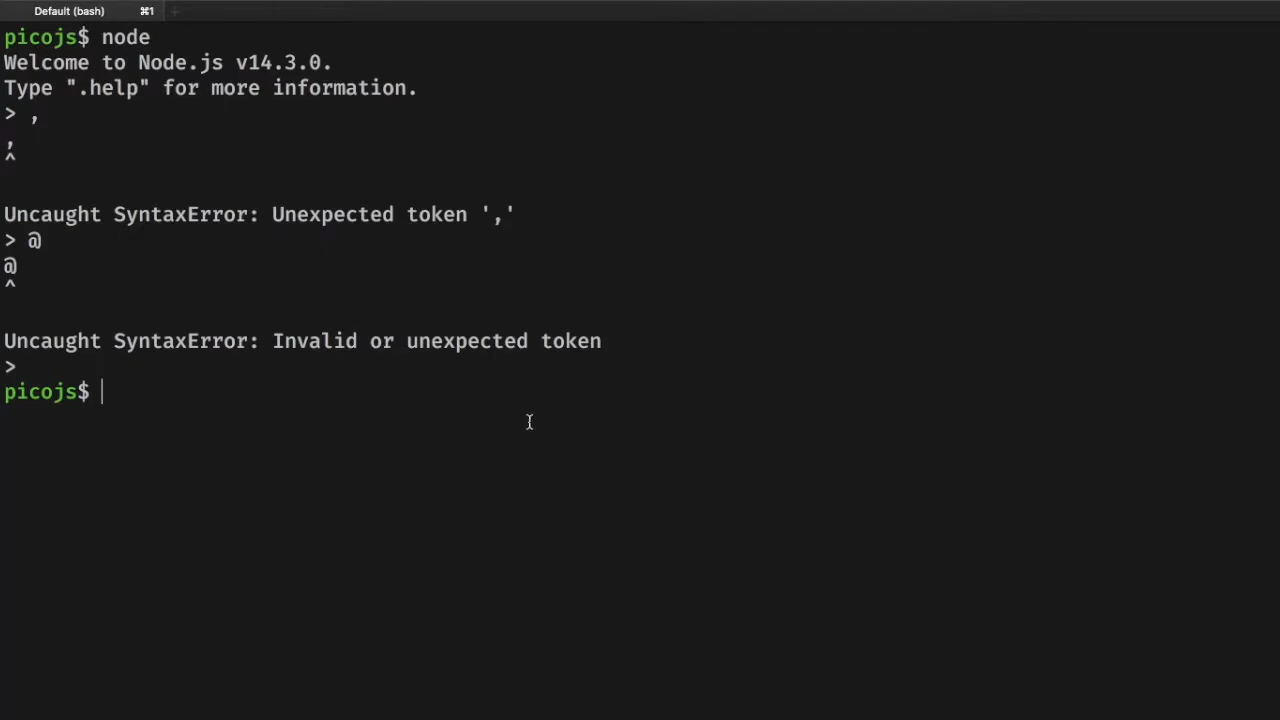 Default (bash) ⌘1 +
picojs$ node
Welcome to Node.js v14.3.0.
Type ".help" for more information.
> ,
,
^
Uncaught SyntaxError: Unexpected token ','
> @
@
^
Uncaught SyntaxError: Invalid or unexpected token
>
picojs$